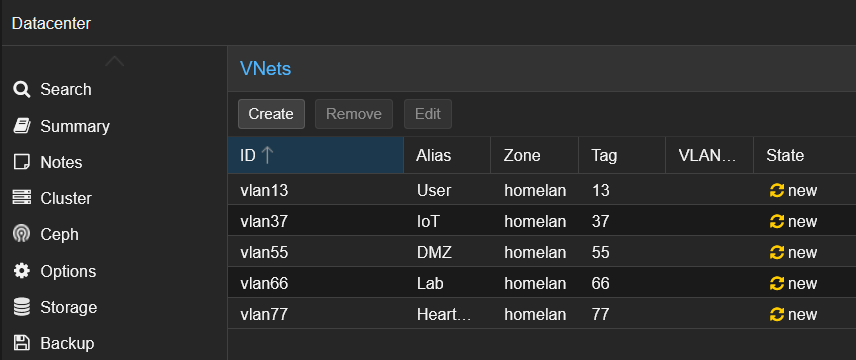 Datacenter
Search
Summary
Notes
Cluster
Ceph
Options
Storage
Backup
VNets
Create Remove Edit
ID Alias Zone Tag VLAN... State
vlan13 User homelan 13 new
vlan37 IoT homelan 37 new
vlan55 DMZ homelan 55 new
vlan66 Lab homelan 66 new
vlan77 Heart... homelan 77 new